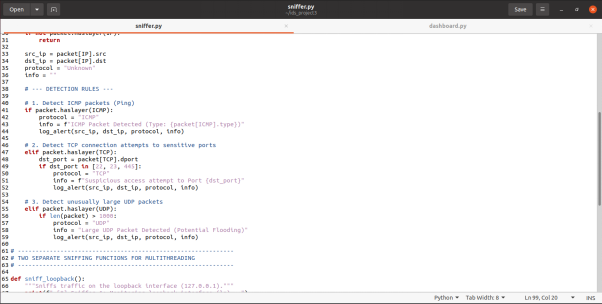 Open
sniffer.py
~/ids_project3
Save
sniffer.py
dashboard.py
31 return
32
33 src_ip = packet[IP].src
34 dst_ip = packet[IP].dst
35 protocol = "Unknown"
36 info = ""
37
38 # --- DETECTION RULES ---
39
40 # 1. Detect ICMP packets (Ping)
41 if packet.haslayer(ICMP):
42 protocol = "ICMP"
43 info = f"ICMP Packet Detected (Type: {packet[ICMP].type})"
44 log_alert(src_ip, dst_ip, protocol, info)
45
46 # 2. Detect TCP connection attempts to sensitive ports
47 elif packet.haslayer(TCP):
48 dst_port = packet[TCP].dport
49 if dst_port in [22, 23, 445]:
50 protocol = "TCP"
51 info = f"Suspicious access attempt to Port {dst_port}"
52 log_alert(src_ip, dst_ip, protocol, info)
53
54 # 3. Detect unusually large UDP packets
55 elif packet.haslayer(UDP):
56 if len(packet) > 1000:
57 protocol = "UDP"
58 info = "Large UDP Packet Detected (Potential Flooding)"
59 log_alert(src_ip, dst_ip, protocol, info)
60
61 # ----------------------------------------------------------------
62 # TWO SEPARATE SNIFFING FUNCTIONS FOR MULTITHREADING
63 # ----------------------------------------------------------------
64
65 def sniff_loopback():
66 """Sniffs traffic on the loopback interface (127.0.0.1)."""
Python
Tab Width: 8
Ln 99, Col 20
INS